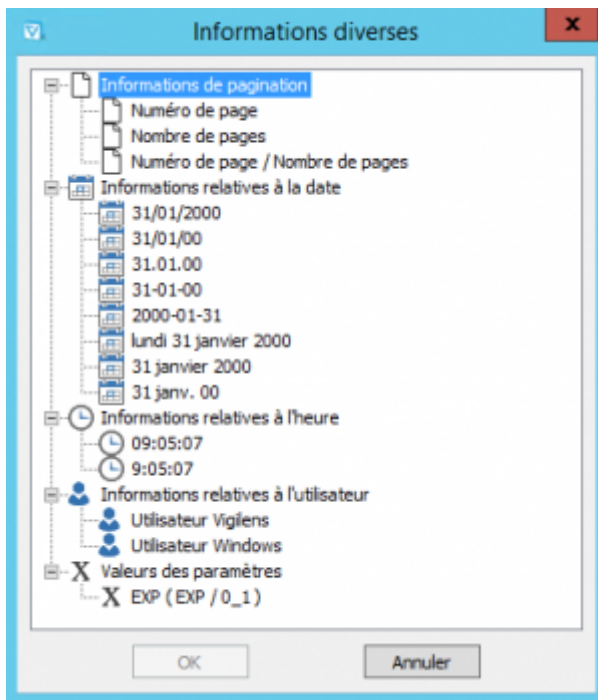 Informations diverses
x
Informations de pagination
Numéro de page
Nombre de pages
Numéro de page / Nombre de pages
Informations relatives à la date
31/01/2000
31/01/00
31.01.00
31-01-00
2000-01-31
lundi 31 janvier 2000
31 janvier 2000
31 janv. 00
Informations relatives à l'heure
09:05:07
9:05:07
Informations relatives à l'utilisateur
Utilisateur Vigilens
Utilisateur Windows
X Valeurs des paramètres
X EXP ( EXP / 0_1 )
OK Annuler